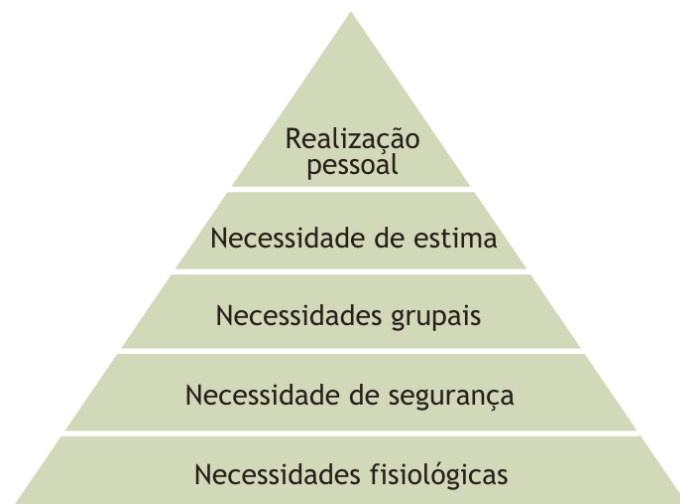 Realização
pessoal
Necessidade de estima
Necessidades grupais
Necessidade de segurança
Necessidades fisiológicas